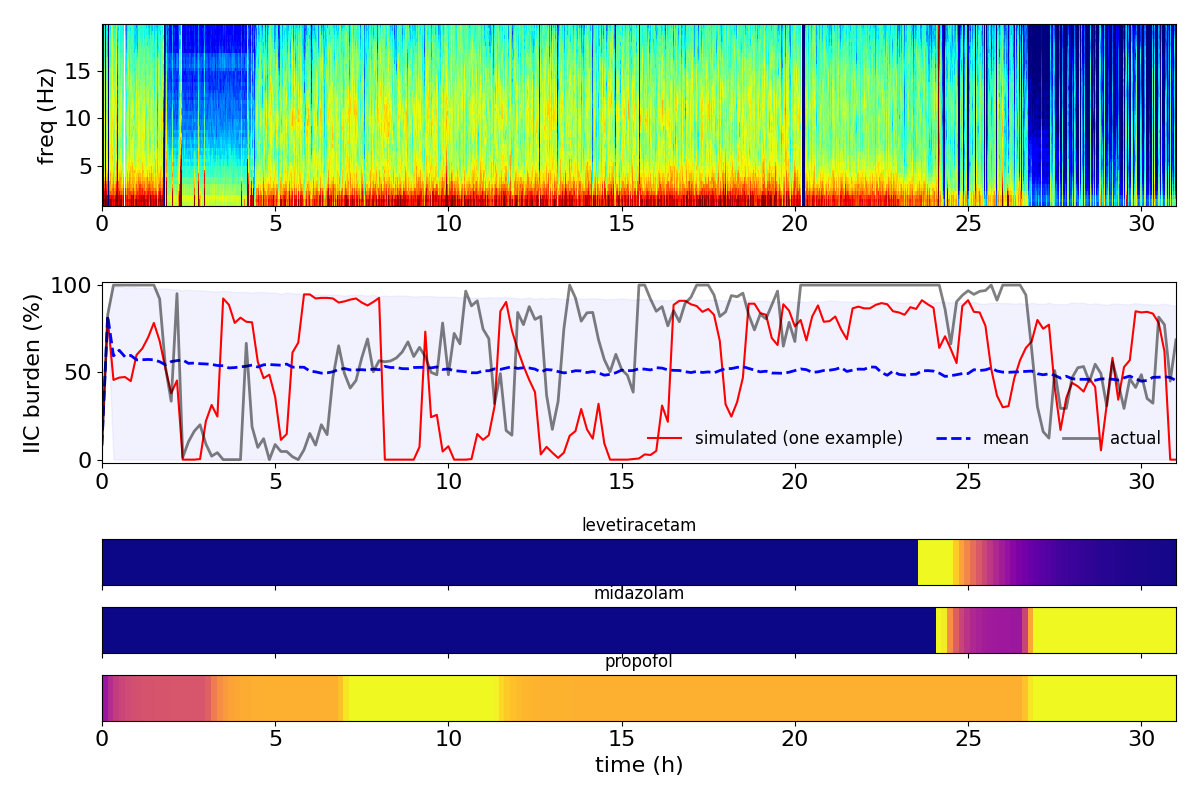 freq (Hz)
15
10
5
0 5 10 15 20 25 30
IIC burden (%)
100
50
0
simulated (one example) mean actual
0 5 10 15 20 25 30
levetiracetam
midazolam
propofol
0 5 10 15 20 25 30
time (h)